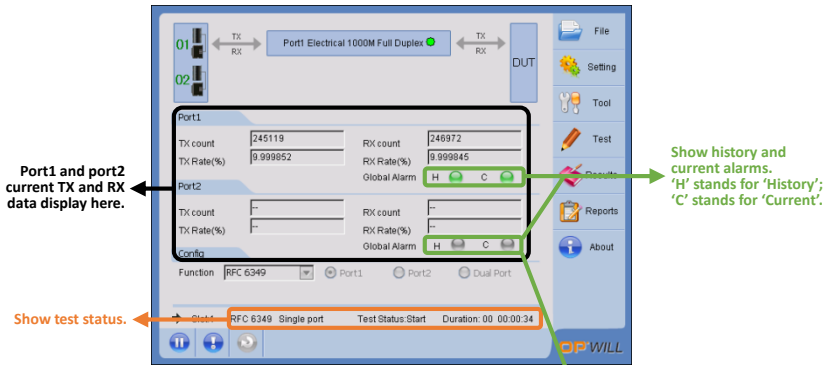 01
02
TX
RX
Port1 Electrical 1000M Full Duplex
TX
RX
DUT
File
Setting
Tool
Test
Results
Reports
About
Port1
TX count 245119 RX count 246972
TX Rate(%) 9.999852 RX Rate(%) 9.999845
Global Alarm H C
Port2
TX count -- RX count --
TX Rate(%) -- RX Rate(%) --
Global Alarm H C
Config
Function RFC 6349 Port1 Port2 Dual Port
Slot1 RFC 6349 Single port Test Status:Start Duration: 00 00:00:34
OPWILL
Port1 and port2
current TX and RX
data display here.
Show test status.
Show history and
current alarms.
'H' stands for 'History';
'C' stands for 'Current'.